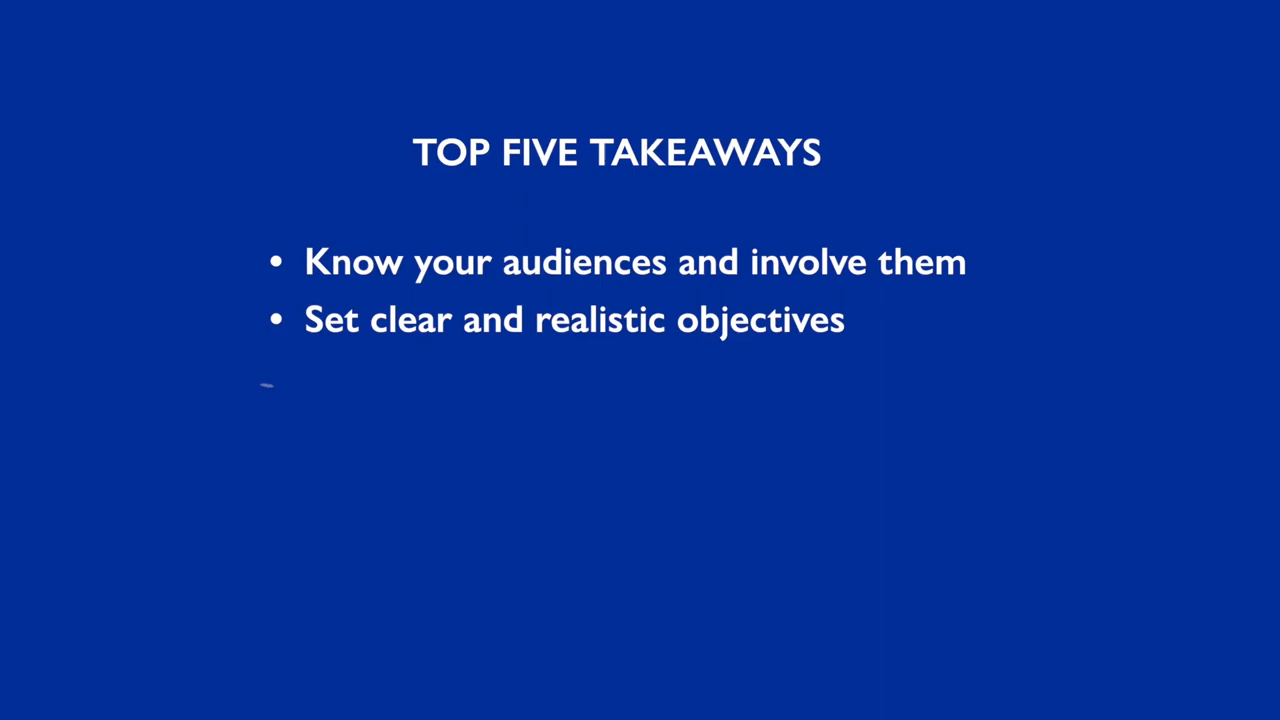 TOP FIVE TAKEAWAYS
• Know your audiences and involve them
• Set clear and realistic objectives